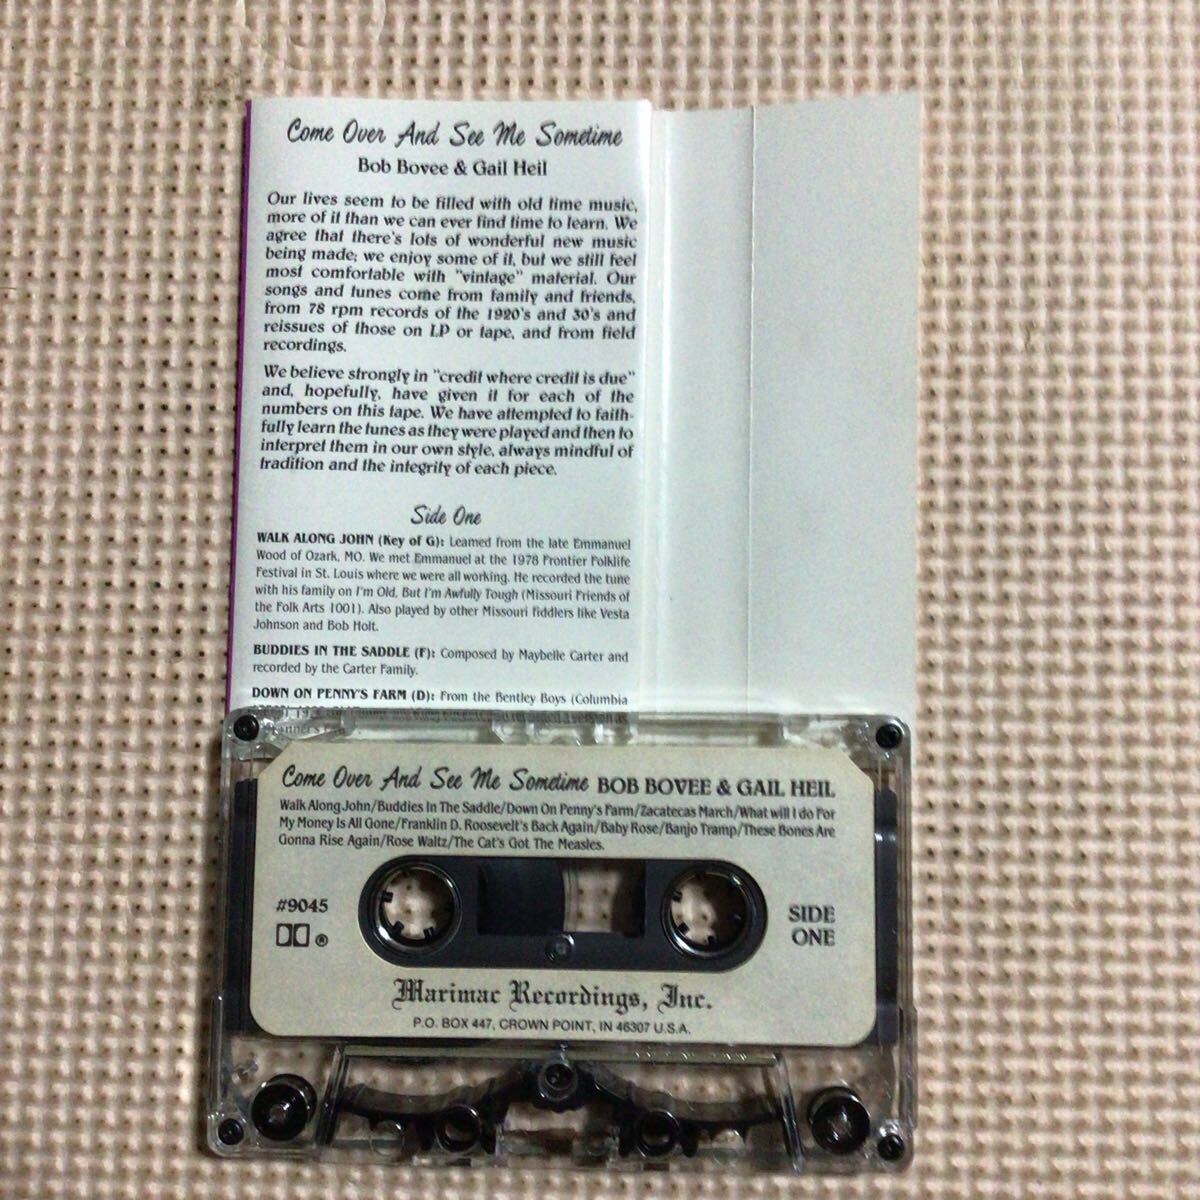 Come Over And See Me Sometime
Bob Bovee & Gail Heil
Our lives seem to be filled with old time music,
more of it than we can ever find time to learn. We
agree that there's lots of wonderful new music
being made; we enjoy some of it, but we still feel
most comfortable with "vintage" material. Our
songs and tunes come from family and friends,
from 78 rpm records of the 1920's and 30's and
reissues of those on LP or tape, and from field
recordings.
We believe strongly in "credit where credit is due"
and, hopefully, have given it for each of the
numbers on this tape. We have attempted to faith-
fully learn the tunes as they were played and then to
interpret them in our own style, always mindful of
tradition and the integrity of each piece.
Side One
WALK ALONG JOHN (Key of G): Learned from the late Emmanuel
Wood of Ozark, MO. We met Emmanuel at the 1978 Frontier Folklife
Festival in St. Louis where we were all working. He recorded the tune
with his family on I'm Old, But I'm Awfully Tough (Missouri Friends of
the Folk Arts 1001). Also played by other Missouri fiddlers like Vesta
Johnson and Bob Holt.
BUDDIES IN THE SADDLE (F): Composed by Maybelle Carter and
recorded by the Carter Family.
DOWN ON PENNY'S FARM (D): From the Bentley Boys (Columbia
Come Over And See Me Sometime BOB BOVEE & GAIL HEIL
Walk Along John/Buddies In The Saddle/Down On Penny's Farm/Zacatecas March/What will I do For
My Money Is All Gone/Franklin D. Roosevelt's Back Again/Baby Rose/Banjo Tramp/These Bones Are
Gonna Rise Again/Rose Waltz/The Cat's Got The Measles.
#9045
SIDE
ONE
®
Marimac Recordings, Inc.
P.O. BOX 447, CROWN POINT, IN 46307 U.S.A.